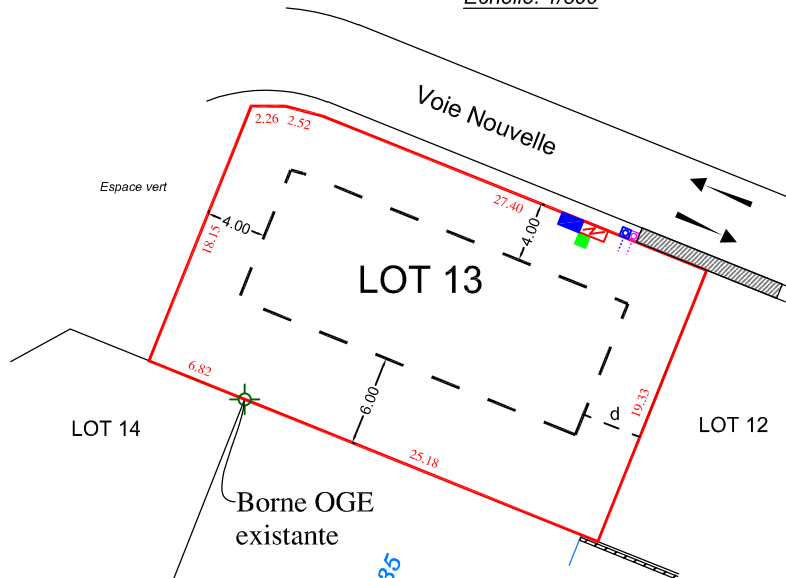 Voie Nouvelle
2.26 2.52
Espace vert
27.40
4.00
4.00
18.15
LOT 13
6.82
6.00
19.33
d
LOT 14
LOT 12
25.18
Borne OGE
existante
35